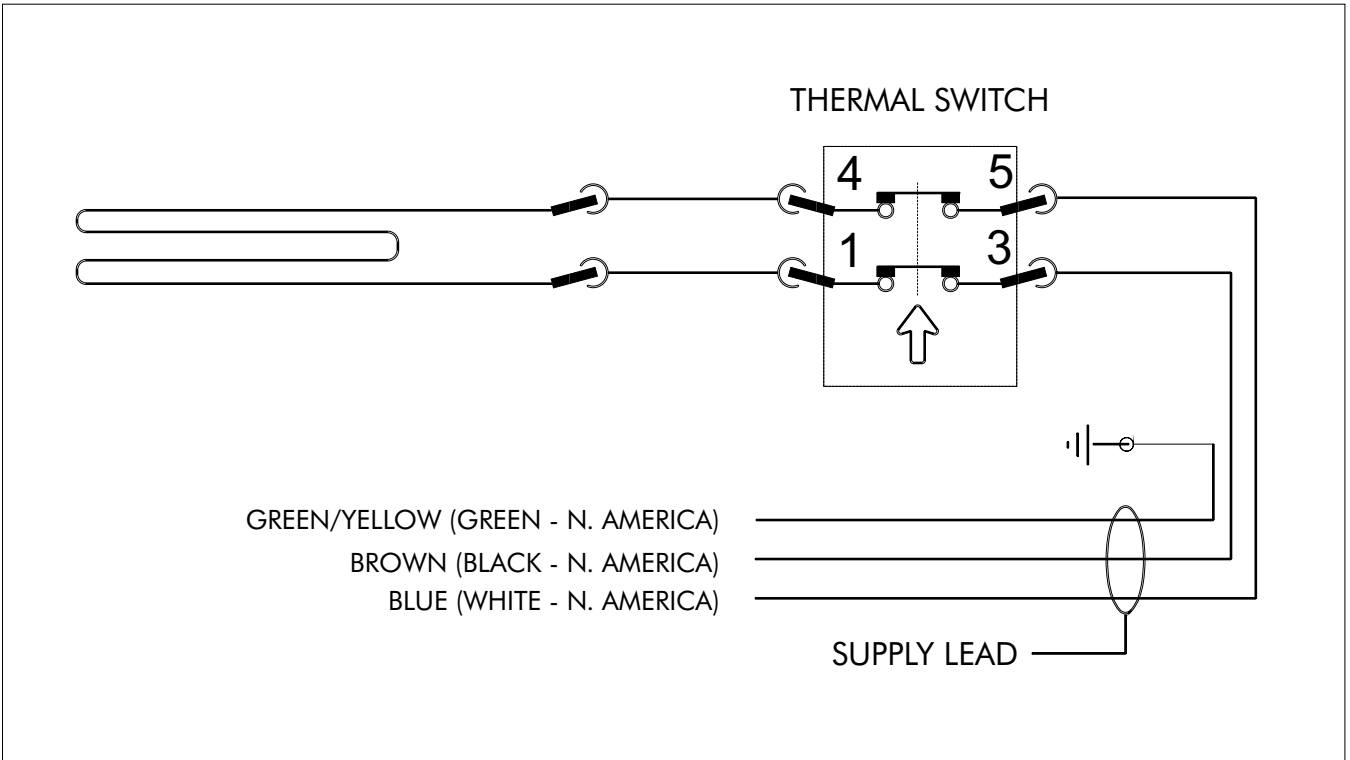 THERMAL SWITCH
4 5
1 3
GREEN/YELLOW (GREEN - N. AMERICA)
BROWN (BLACK - N. AMERICA)
BLUE (WHITE - N. AMERICA)
SUPPLY LEAD